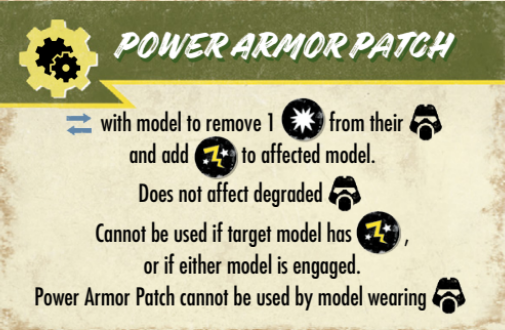 POWER ARMOR PATCH
with model to remove 1 from their
and add to affected model.
Does not affect degraded
Cannot be used if target model has ,
or if either model is engaged.
Power Armor Patch cannot be used by model wearing